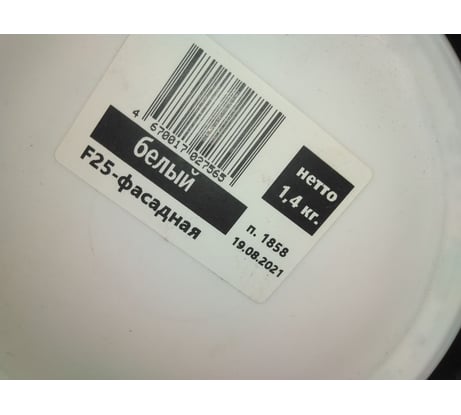 4 670017 027565
белый
F25-фасадная
нетто
1,4 кг.
п. 1858
19.08.2021